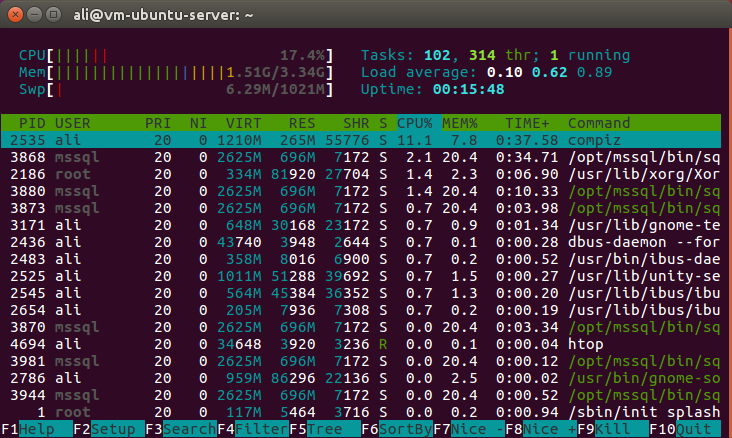 ali@vm-ubuntu-server: ~
CPU[||||||| 17.4%] Tasks: 102, 314 thr; 1 running
Mem[||||||||||||||||||||1.51G/3.34G] Load average: 0.10 0.62 0.89
Swp[| 6.29M/1021M] Uptime: 00:15:48
PID USER PRI NI VIRT RES SHR S CPU% MEM% TIME+ Command
2535 ali 20 0 1210M 265M 55776 S 11.1 7.8 0:37.58 compiz
3868 mssql 20 0 2625M 696M 7172 S 2.1 20.4 0:34.71 /opt/mssql/bin/sq
2186 root 20 0 334M 81920 27704 S 1.4 2.3 0:06.90 /usr/lib/xorg/Xor
3880 mssql 20 0 2625M 696M 7172 S 1.4 20.4 0:10.33 /opt/mssql/bin/sq
3873 mssql 20 0 2625M 696M 7172 S 0.7 20.4 0:03.98 /opt/mssql/bin/sq
3171 ali 20 0 648M 30168 23172 S 0.7 0.9 0:01.34 /usr/lib/gnome-te
2436 ali 20 0 43740 3948 2644 S 0.7 0.1 0:00.28 dbus-daemon --for
2483 ali 20 0 358M 8016 6900 S 0.7 0.2 0:00.52 /usr/bin/ibus-dae
2525 ali 20 0 1011M 51288 39692 S 0.7 1.5 0:00.27 /usr/lib/unity-se
2545 ali 20 0 564M 45384 36352 S 0.7 1.3 0:00.20 /usr/lib/ibus/ibu
2654 ali 20 0 205M 7936 7308 S 0.7 0.2 0:00.19 /usr/lib/ibus/ibu
3870 mssql 20 0 2625M 696M 7172 S 0.0 20.4 0:03.34 /opt/mssql/bin/sq
4694 ali 20 0 34648 3920 3236 R 0.0 0.1 0:00.04 htop
3981 mssql 20 0 2625M 696M 7172 S 0.0 20.4 0:00.12 /opt/mssql/bin/sq
2786 ali 20 0 959M 86296 22136 S 0.0 2.5 0:00.02 /usr/bin/gnome-so
3944 mssql 20 0 2625M 696M 7172 S 0.0 20.4 0:00.08 /opt/mssql/bin/sq
1 root 20 0 117M 5464 3716 S 0.0 0.2 0:00.94 /sbin/init splash
F1Help F2Setup F3SearchF4FilterF5Tree F6SortByF7Nice -F8Nice +F9Kill F10Quit